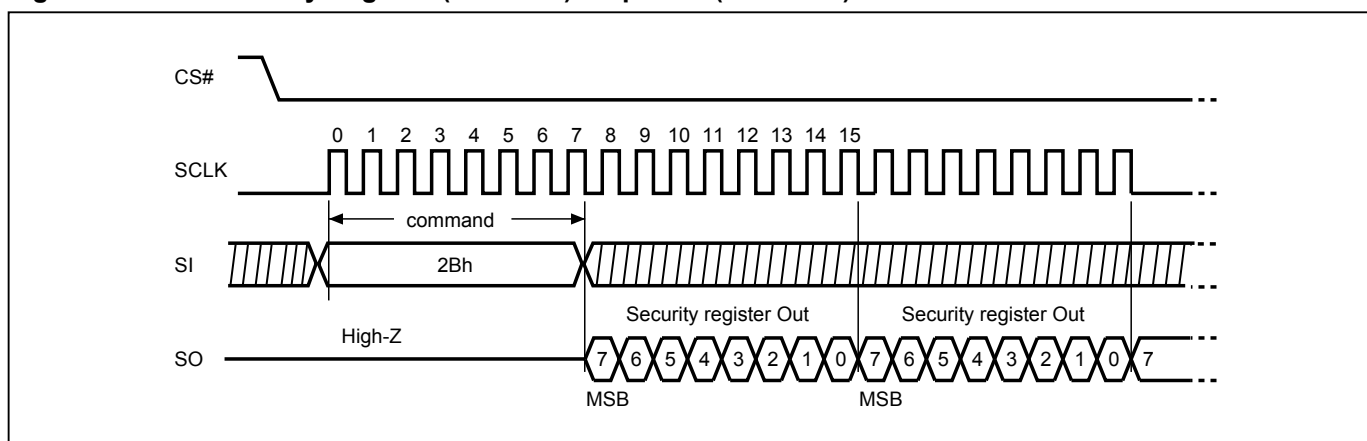 CS#
0 1 2 3 4 5 6 7 8 9 10 11 12 13 14 15
SCLK
command
SI
2Bh
Security register Out Security register Out
High-Z
SO
7 6 5 4 3 2 1 0 7 6 5 4 3 2 1 0 7
MSB MSB